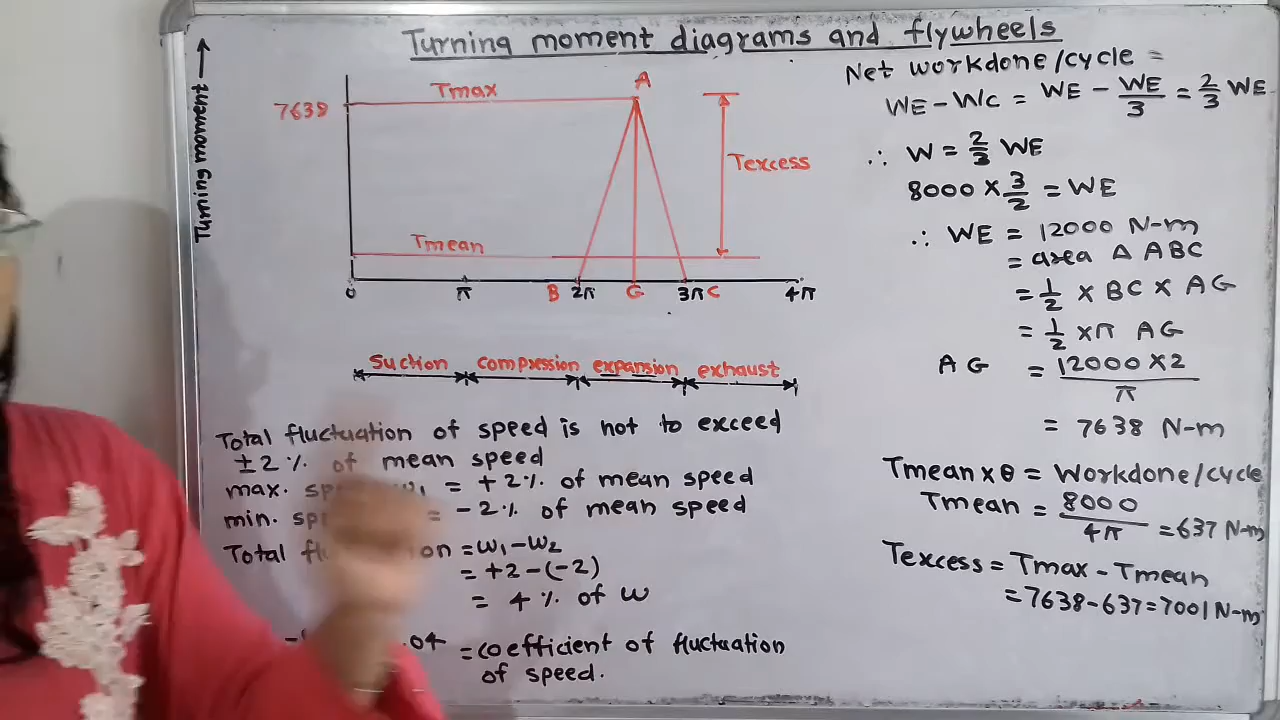 Turning moment diagrams and flywheels
Turning moment
7638
Tmax
A
Texcess
Tmean
0
π
B 2π
G
3π C
4π
Suction compression expansion exhaust
Total fluctuation of speed is not to exceed
±2 % of mean speed
max. = +2% of mean speed
min. = -2% of mean speed
Total = ω1-ω2
= +2-(-2)
= 4 % of ω
.04 = coefficient of fluctuation
of speed.
Net workdone/cycle =
WE - Wc = WE - WE/3 = 2/3 WE
∴ W = 2/3 WE
8000 × 3/2 = WE
∴ WE = 12000 N-m
= area Δ ABC
= 1/2 × BC × AG
= 1/2 × π AG
AG = 12000×2/π
= 7638 N-m
Tmean × θ = Workdone/cycle
Tmean = 8000/4π = 637 N-m
Texcess = Tmax - Tmean
= 7638-637 = 7001 N-m